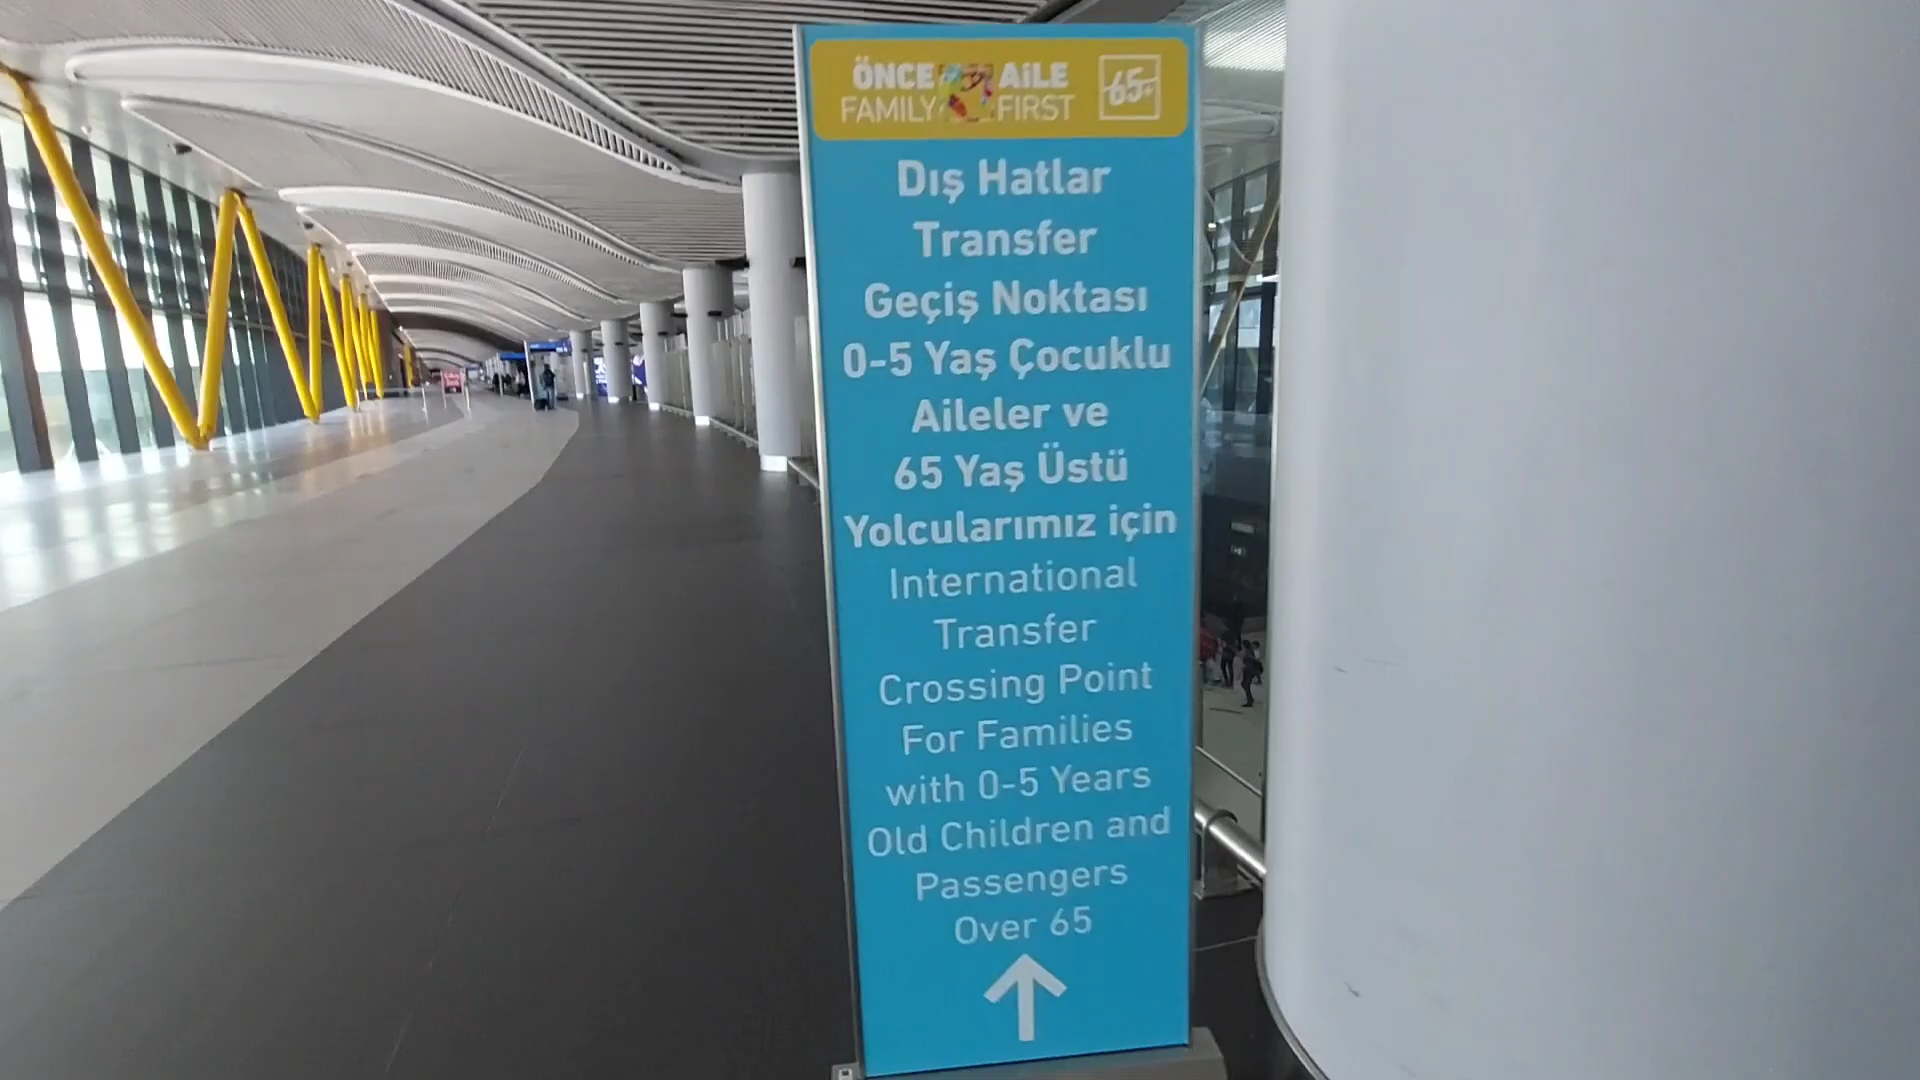 ÖNCE AİLE
FAMILY FIRST
65+
Dış Hatlar
Transfer
Geçiş Noktası
0-5 Yaş Çocuklu
Aileler ve
65 Yaş Üstü
Yolcularımız için
International
Transfer
Crossing Point
For Families
with 0-5 Years
Old Children and
Passengers
Over 65